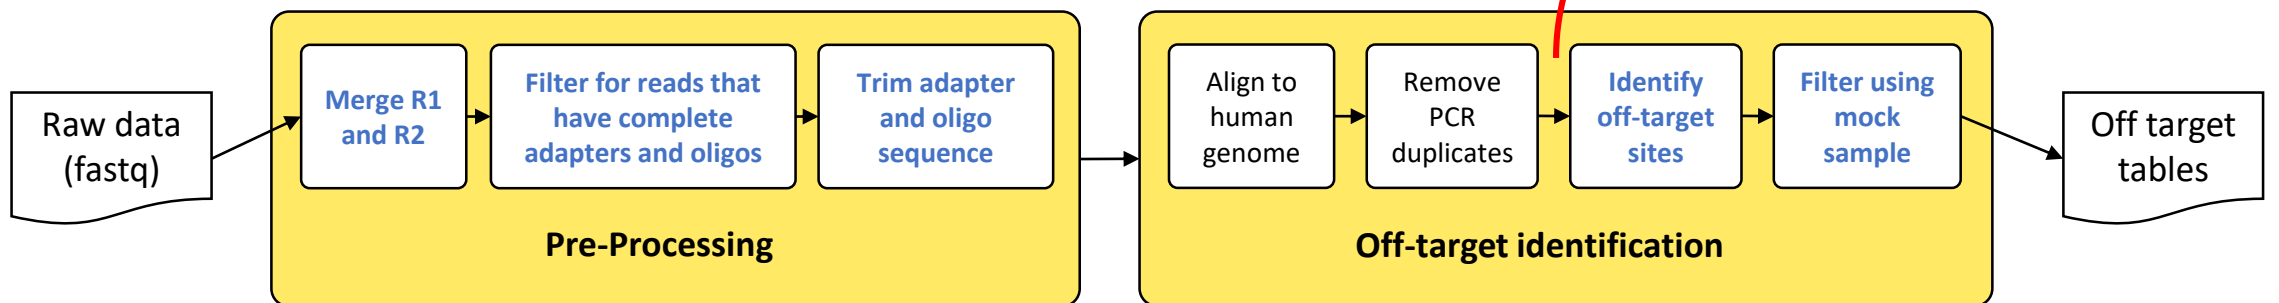 Raw data
(fastq)
Merge R1
and R2
Filter for reads that
have complete
adapters and oligos
Trim adapter
and oligo
sequence
Pre-Processing
Align to
human
genome
Remove
PCR
duplicates
Identify
off-target
sites
Filter using
mock
sample
Off-target identification
Off target
tables